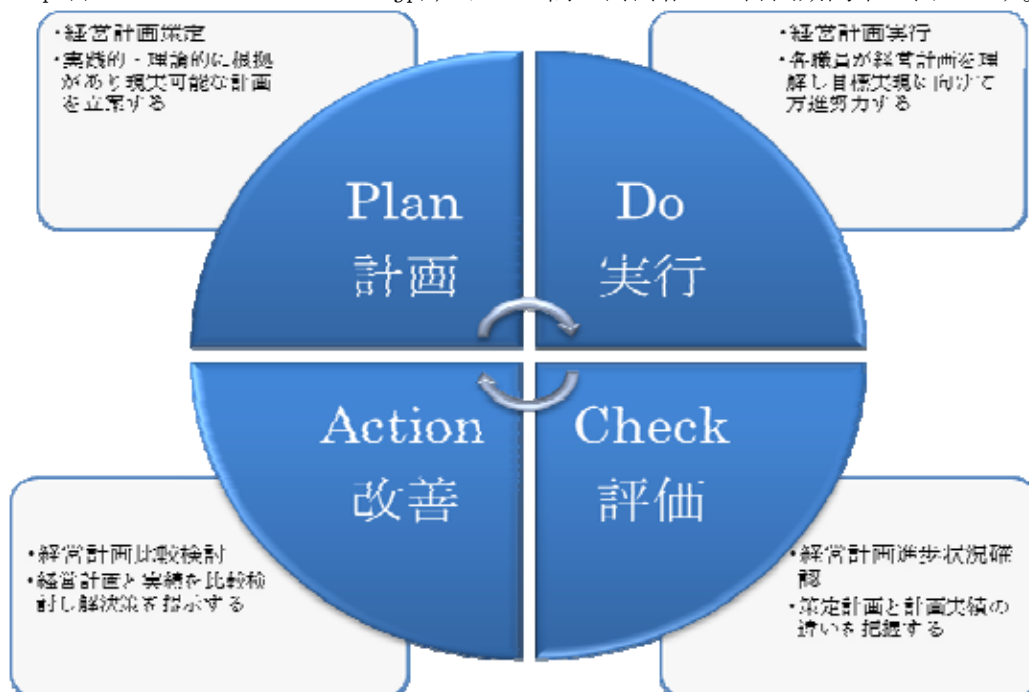 ・経営計画策定
・実践的・理論的に根拠
があり現実可能な計画
を立案する
・経営計画実行
・各職員が経営計画を理
解し目標実現に向けて
万進努力する
Plan
計画
Do
実行
Action
改善
Check
評価
・経営計画比較検討
・経営計画と実績を比較検
討し解決策を提示する
・経営計画進歩状況確
認
・策定計画と計画実績の
違いを把握する